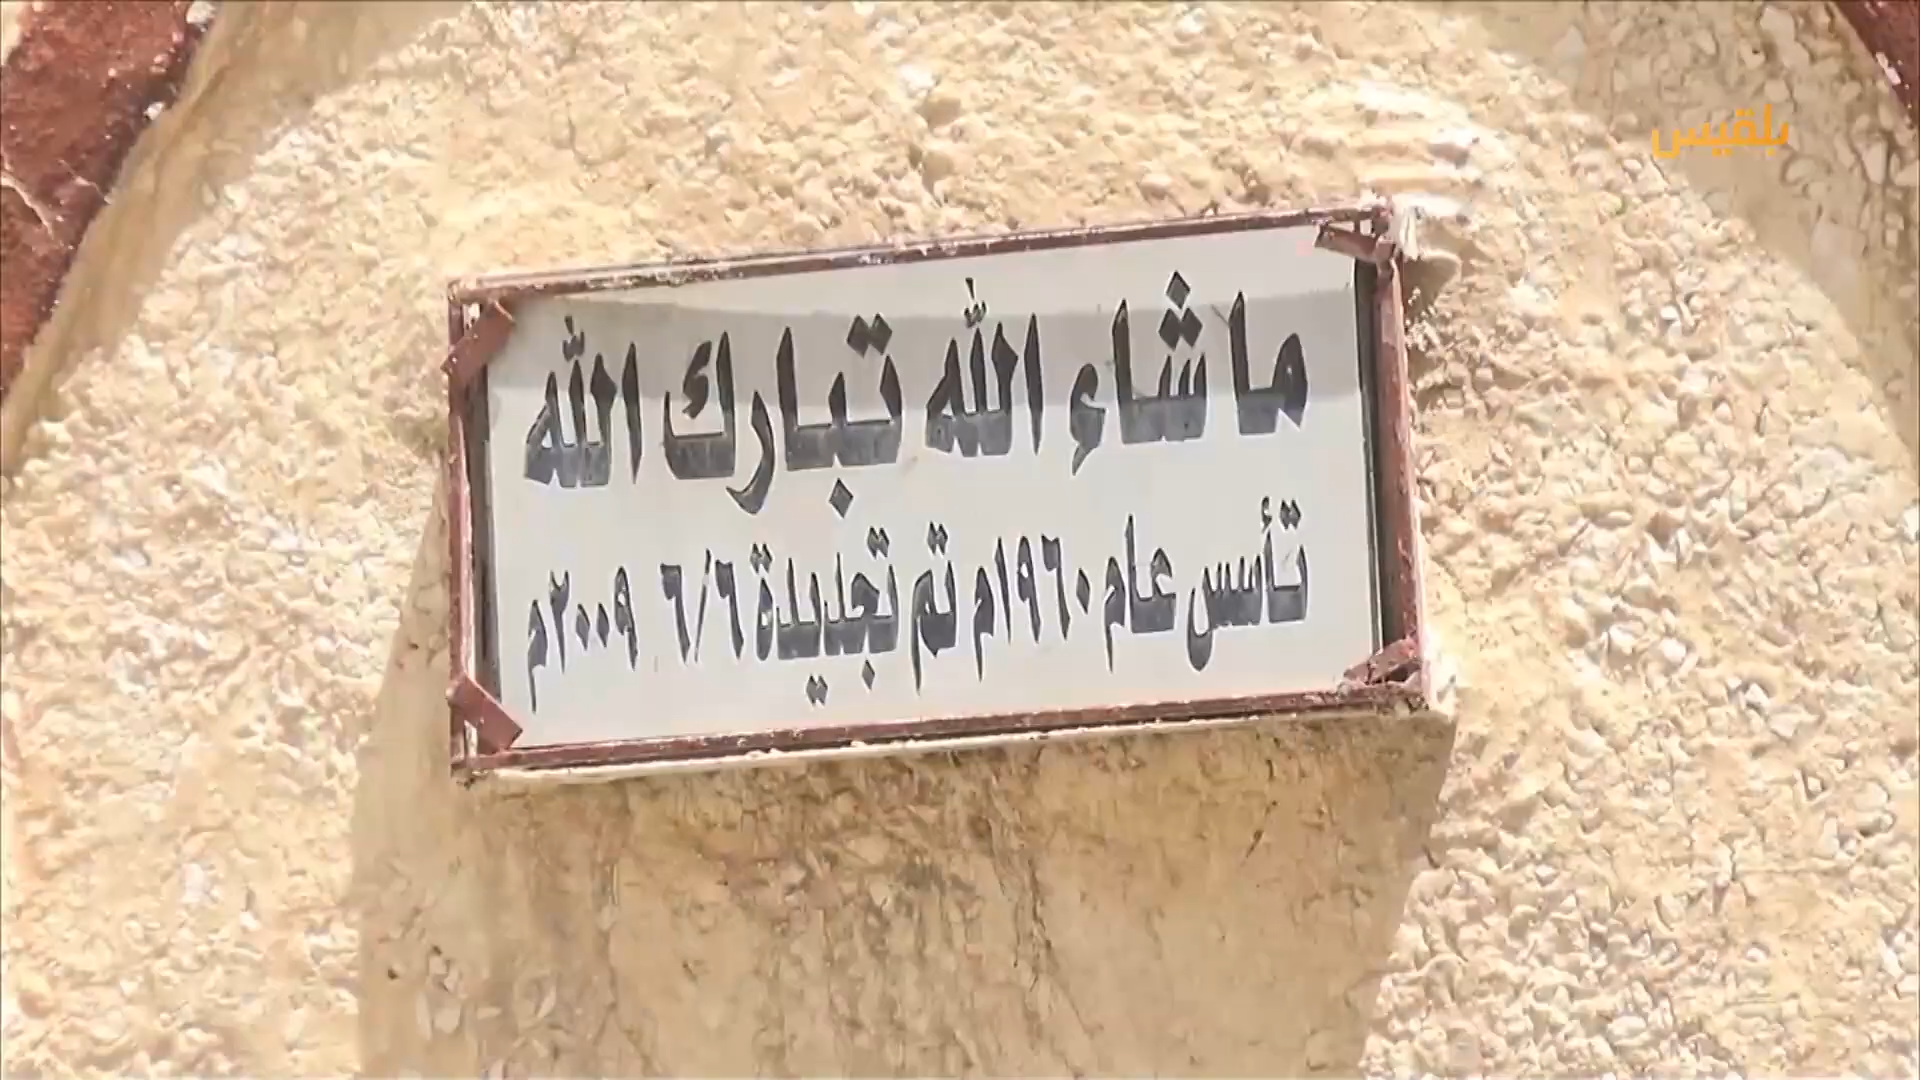 بلقيس
ما شاء الله تبارك الله
تأسس عام ١٩٦٠م تم تجديدة ٦/٦ ٢٠٠٩م